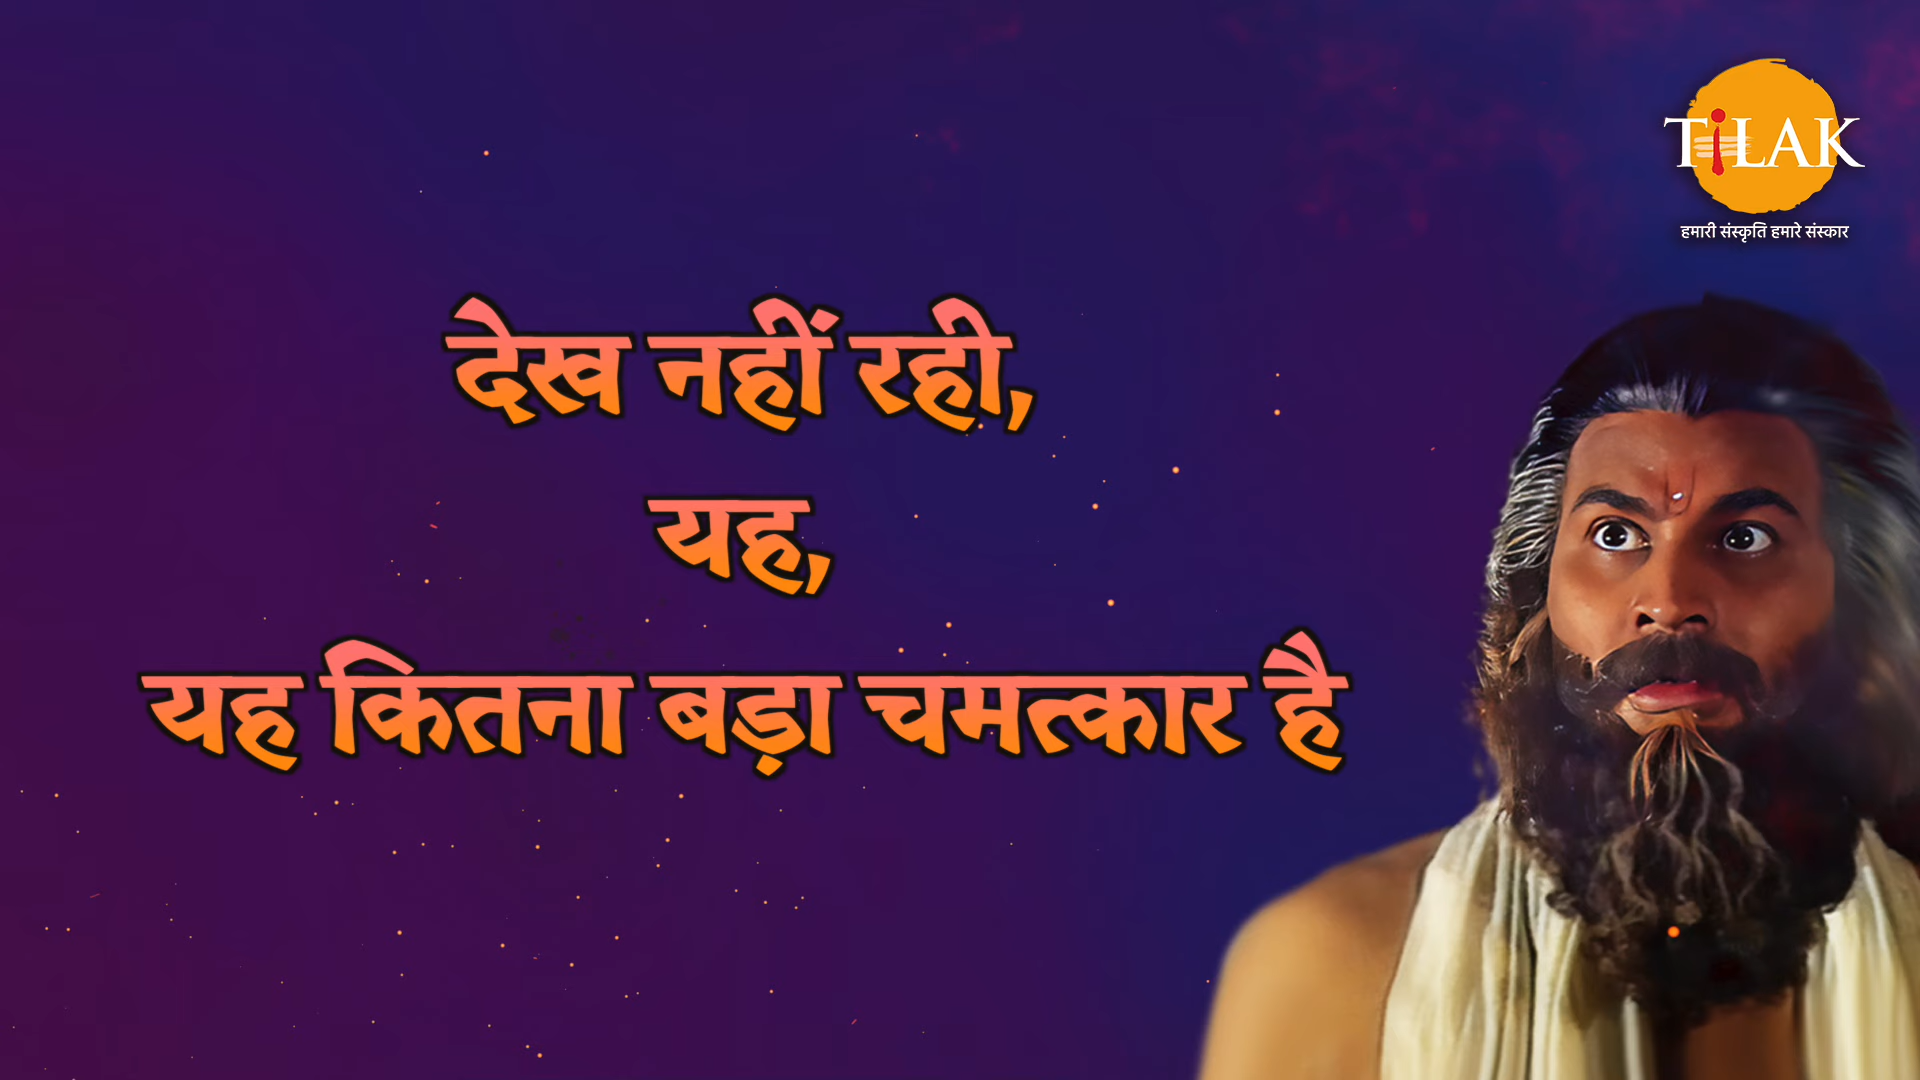 TiLAK
हमारी संस्कृति हमारे संस्कार
देख नहीं रही,
यह,
यह कितना बड़ा चमत्कार है